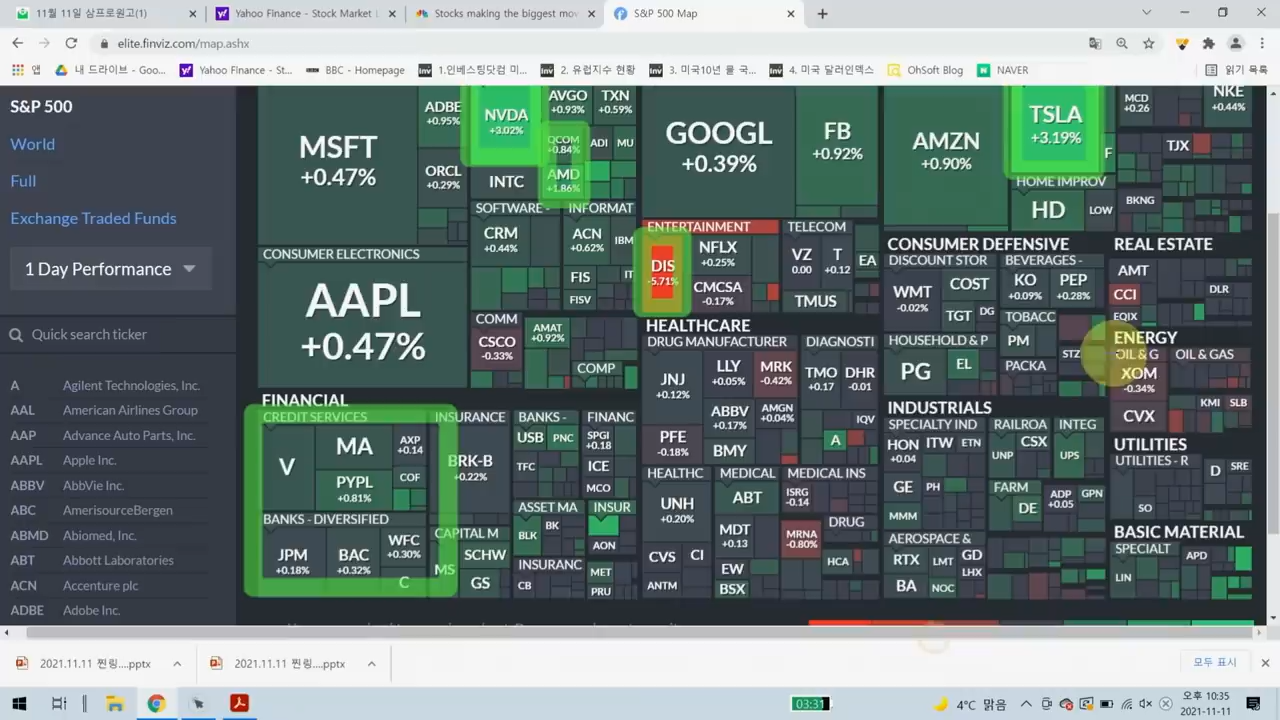 11월 11일 상프로원고(1)
Yahoo Finance - Stock Market L
Stocks making the biggest mov
S&P 500 Map
elite.finviz.com/map.ashx
앱
내 드라이브 - Goo...
Yahoo FInance - St...
BBC - Homepage
1.인베스팅닷컴 미...
2. 유럽지수 현황
3. 미국10년 물 국...
4. 미국 달러인덱스
OhSoft Blog
NAVER
읽기 목록
S&P 500
World
Full
Exchange Traded Funds
1 Day Performance
Quick search ticker
A Agilent Technologies, Inc.
AAL American Airlines Group
AAP Advance Auto Parts, Inc.
AAPL Apple Inc.
ABBV AbbVie Inc.
ABC AmerisourceBergen
ABMD Abiomed, Inc.
ABT Abbott Laboratories
ACN Accenture plc
ADBE Adobe Inc.
MSFT
+0.47%
ADBE
+0.95%
ORCL
+0.29%
NVDA
+3.02%
AVGO
+0.93%
TXN
+0.59%
QCOM
+0.84%
ADI
MU
INTC
AMD
+1.86%
SOFTWARE -
CRM
+0.44%
INFORMAT
ACN
+0.62%
IBM
FIS
IT
FISV
CONSUMER ELECTRONICS
AAPL
+0.47%
COMM
CSCO
-0.33%
AMAT
+0.92%
COMP
GOOGL
+0.39%
FB
+0.92%
ENTERTAINMENT
DIS
-5.71%
NFLX
+0.25%
CMCSA
-0.17%
TELECOM
VZ
0.00
T
+0.12
TMUS
EA
AMZN
+0.90%
TSLA
+3.19%
F
HOME IMPROV
HD
LOW
MCD
+0.26
NKE
+0.44%
TJX
BKNG
CONSUMER DEFENSIVE
DISCOUNT STOR
WMT
-0.02%
COST
TGT
DG
BEVERAGES -
KO
+0.09%
PEP
+0.28%
TOBACC
PM
STZ
HOUSEHOLD & P
PG
EL
PACKA
REAL ESTATE
AMT
CCI
DLR
EQIX
ENERGY
OIL & G
XOM
-0.34%
CVX
OIL & GAS
KMI
SLB
HEALTHCARE
DRUG MANUFACTURER
JNJ
+0.12%
LLY
+0.05%
MRK
-0.42%
ABBV
+0.17%
AMGN
+0.04%
PFE
-0.18%
BMY
DIAGNOSTI
TMO
+0.17
DHR
-0.01
IQV
A
HEALTHC
UNH
+0.20%
CVS
CI
ANTM
MEDICAL
ABT
MDT
+0.13
EW
BSX
MEDICAL INS
ISRG
-0.14
MRNA
-0.80%
DRUG
HCA
FINANCIAL
CREDIT SERVICES
V
MA
AXP
+0.14
PYPL
+0.81%
COF
BANKS - DIVERSIFIED
JPM
+0.18%
BAC
+0.32%
WFC
+0.30%
C
INSURANCE
BRK-B
+0.22%
CAPITAL M
MS
SCHW
GS
BANKS -
USB
PNC
TFC
FINANC
SPGI
+0.18
ICE
MCO
ASSET MA
BLK
BK
INSUR
AON
INSURANC
CB
MET
PRU
INDUSTRIALS
SPECIALTY IND
HON
+0.04
ITW
ETN
GE
PH
MMM
RAILROA
UNP
CSX
INTEG
UPS
FARM
DE
ADP
+0.05
GPN
AEROSPACE &
RTX
LMT
GD
LHX
BA
NOC
UTILITIES
UTILITIES - R
D
SRE
SO
BASIC MATERIAL
SPECIALT
APD
LIN
2021.11.11 찐링....pptx
2021.11.11 찐링....pptx
모두 표시
03:31
4°C 맑음
오후 10:35
2021-11-11